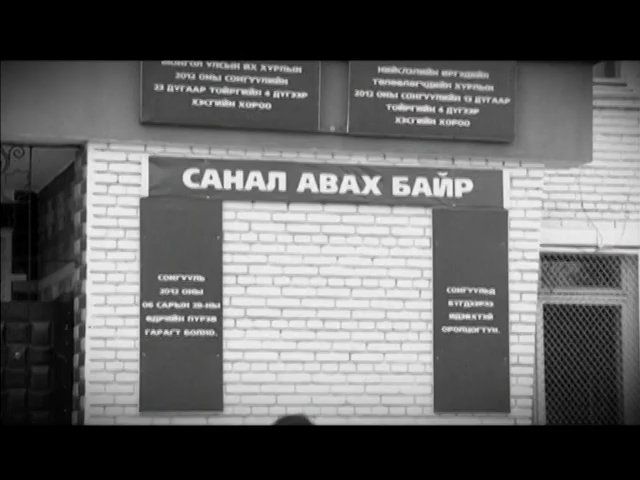 МОНГОЛ УЛСЫН ИХ ХУРЛЫН
2012 ОНЫ СОНГУУЛИЙН
23 ДУГААР ТОЙРГИЙН 4 ДҮГЭЭР
ХЭСГИЙН ХОРОО
НИЙСЛЭЛИЙН ИРГЭДИЙН
ТӨЛӨӨЛӨГЧДИЙН ХУРЛЫН
2012 ОНЫ СОНГУУЛИЙН 13 ДУГААР
ТОЙРГИЙН 4 ДҮГЭЭР
ХЭСГИЙН ХОРОО
САНАЛ АВАХ БАЙР
СОНГУУЛЬ
2012 ОНЫ
06 САРЫН 28-НЫ
ӨДРИЙН ПҮРЭВ
ГАРАГТ БОЛНО.
СОНГУУЛЬД
БҮГДЭЭРЭЭ
ИДЭВХТЭЙ
ОРОЛЦОГТУН.